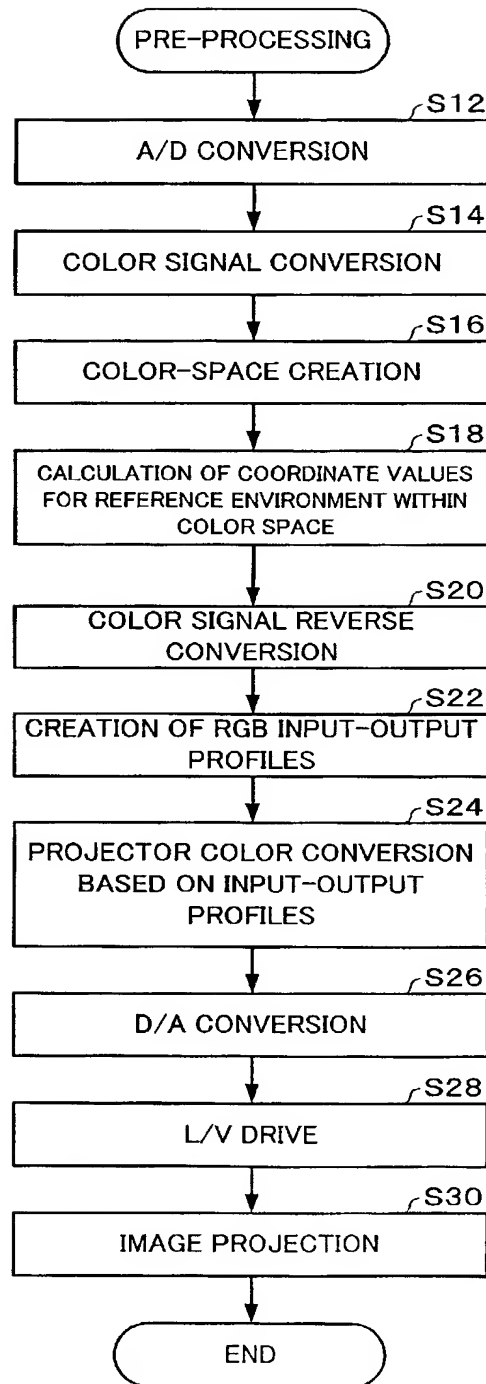 PRE-PROCESSING
S12
A/D CONVERSION
S14
COLOR SIGNAL CONVERSION
S16
COLOR-SPACE CREATION
S18
CALCULATION OF COORDINATE VALUES
FOR REFERENCE ENVIRONMENT WITHIN
COLOR SPACE
S20
COLOR SIGNAL REVERSE
CONVERSION
S22
CREATION OF RGB INPUT-OUTPUT
PROFILES
S24
PROJECTOR COLOR CONVERSION
BASED ON INPUT-OUTPUT
PROFILES
S26
D/A CONVERSION
S28
L/V DRIVE
S30
IMAGE PROJECTION
END